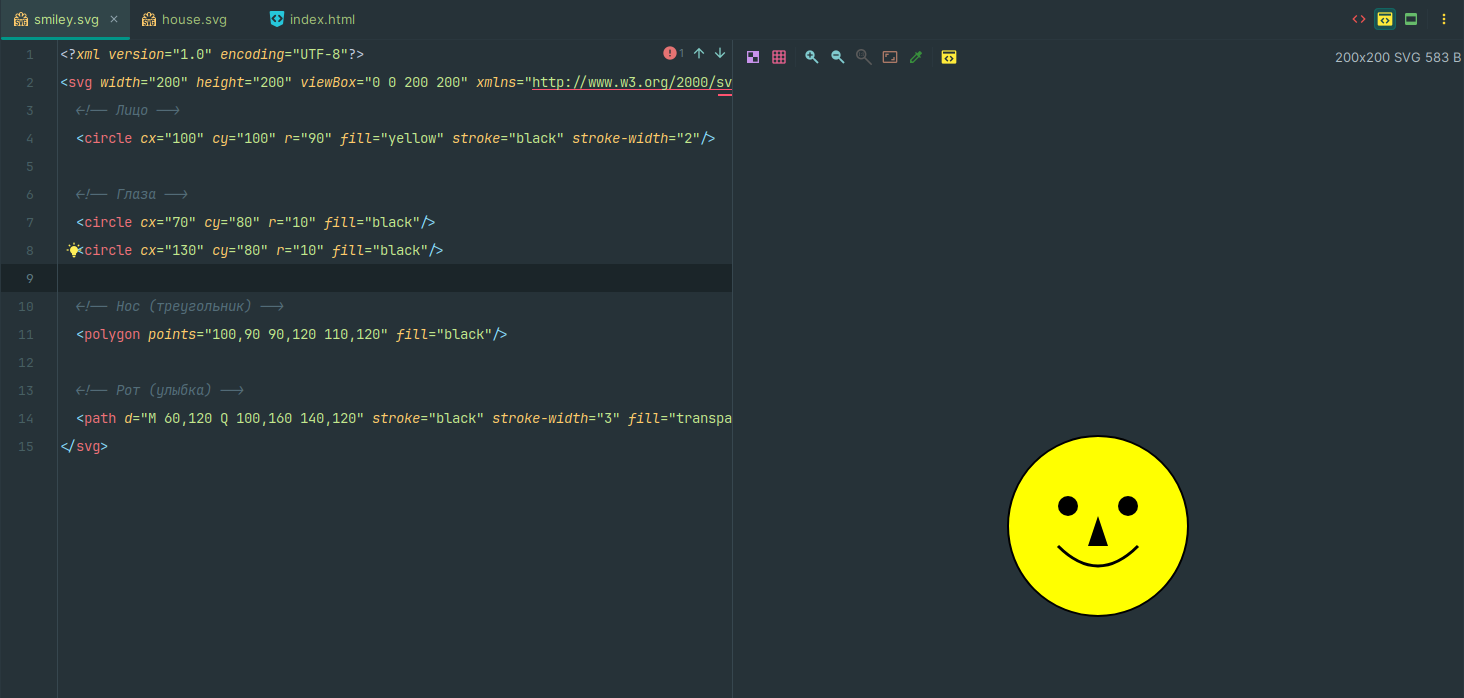 smiley.svg
house.svg
index.html
1 <?xml version="1.0" encoding="UTF-8"?>
1
2 <svg width="200" height="200" viewBox="0 0 200 200" xmlns="http://www.w3.org/2000/sv
200x200 SVG 583 B
3 <!-- Лицо -->
4 <circle cx="100" cy="100" r="90" fill="yellow" stroke="black" stroke-width="2"/>
5
6 <!-- Глаза -->
7 <circle cx="70" cy="80" r="10" fill="black"/>
8 <circle cx="130" cy="80" r="10" fill="black"/>
9
10 <!-- Нос (треугольник) -->
11 <polygon points="100,90 90,120 110,120" fill="black"/>
12
13 <!-- Рот (улыбка) -->
14 <path d="M 60,120 Q 100,160 140,120" stroke="black" stroke-width="3" fill="transpa
15 </svg>